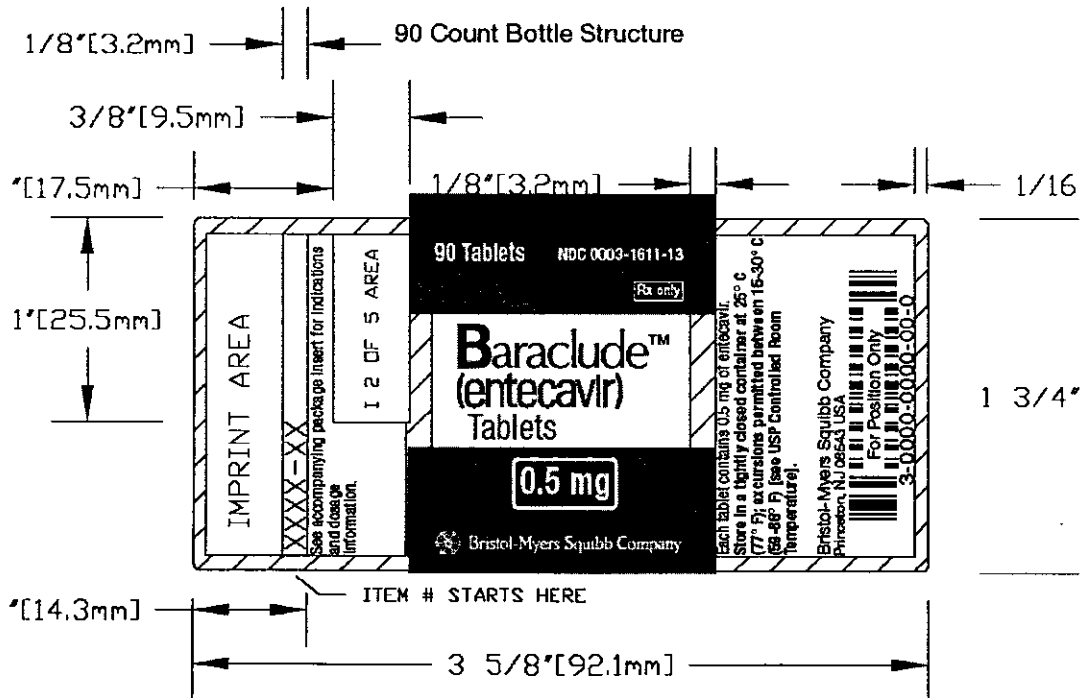 1/8"[3.2mm]
90 Count Bottle Structure
3/8"[9.5mm]
"[17.5mm]
1/8"[3.2mm]
1/16
1"[25.5mm]
IMPRINT AREA
XXXX-XX
See accompanying package insert for indications
and dosage
information.
I 2 OF 5 AREA
90 Tablets
NDC 0003-1611-13
Rx only
Baraclude™
(entecavir)
Tablets
0.5 mg
Bristol-Myers Squibb Company
Each tablet contains 0.5 mg of entecavir.
Store in a tightly closed container at 25° C
(77° F); excursions permitted between 15-30° C
(59-86° F) [see USP Controlled Room
Temperature].
Bristol-Myers Squibb Company
Princeton, NJ 08543 USA
For Position Only
3-0000-0000-00-0
1 3/4"
"[14.3mm]
ITEM # STARTS HERE
3 5/8"[92.1mm]